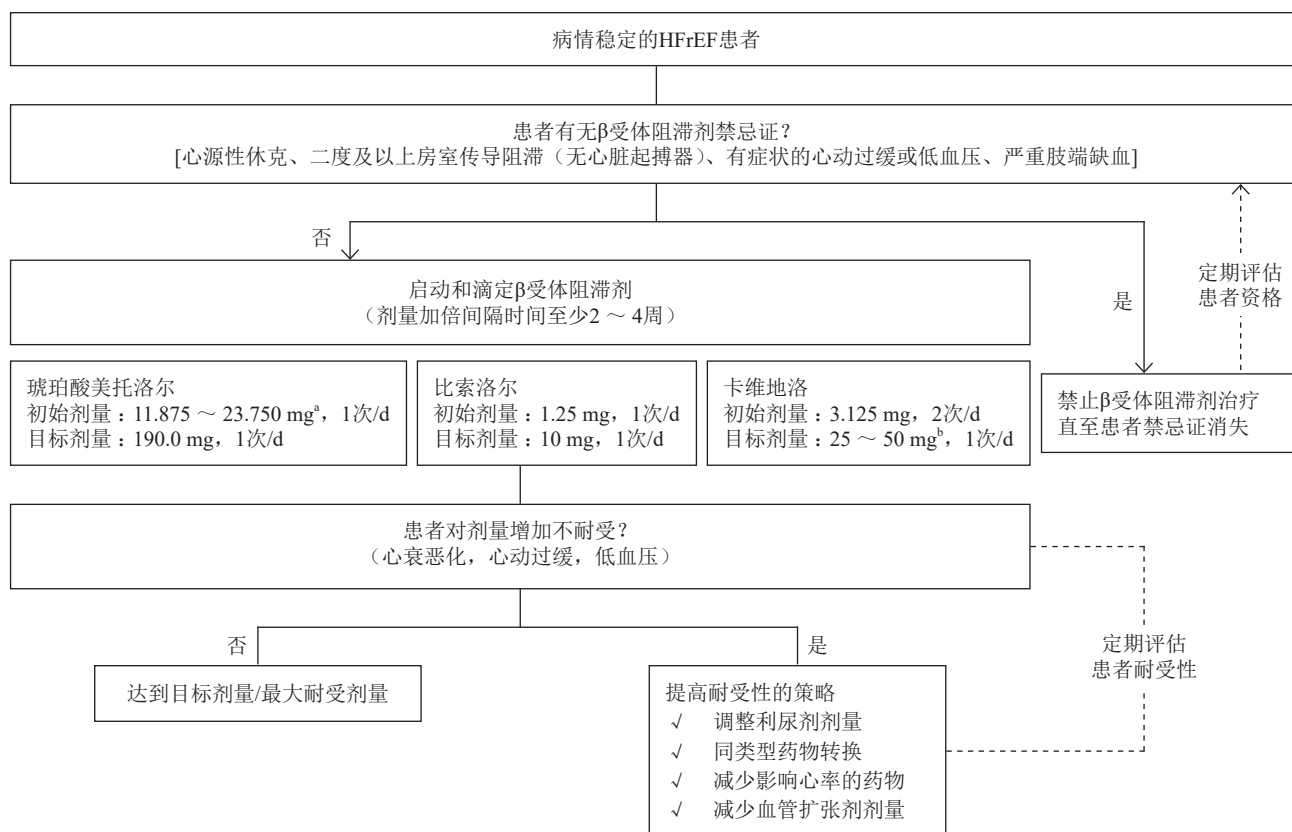 病情稳定的HFrEF患者
患者有无β受体阻滞剂禁忌证？
[心源性休克、二度及以上房室传导阻滞（无心脏起搏器）、有症状的心动过缓或低血压、严重肢端缺血]
否
是
定期评估
患者资格
启动和滴定β受体阻滞剂
（剂量加倍间隔时间至少2 ～ 4周）
琥珀酸美托洛尔
初始剂量：11.875 ～ 23.750 mgᵃ，1次/d
目标剂量：190.0 mg，1次/d
比索洛尔
初始剂量：1.25 mg，1次/d
目标剂量：10 mg，1次/d
卡维地洛
初始剂量：3.125 mg，2次/d
目标剂量：25 ～ 50 mgᵇ，1次/d
禁止β受体阻滞剂治疗
直至患者禁忌证消失
患者对剂量增加不耐受？
（心衰恶化，心动过缓，低血压）
否
是
定期评估
患者耐受性
达到目标剂量/最大耐受剂量
提高耐受性的策略
√ 调整利尿剂剂量
√ 同类型药物转换
√ 减少影响心率的药物
√ 减少血管扩张剂剂量